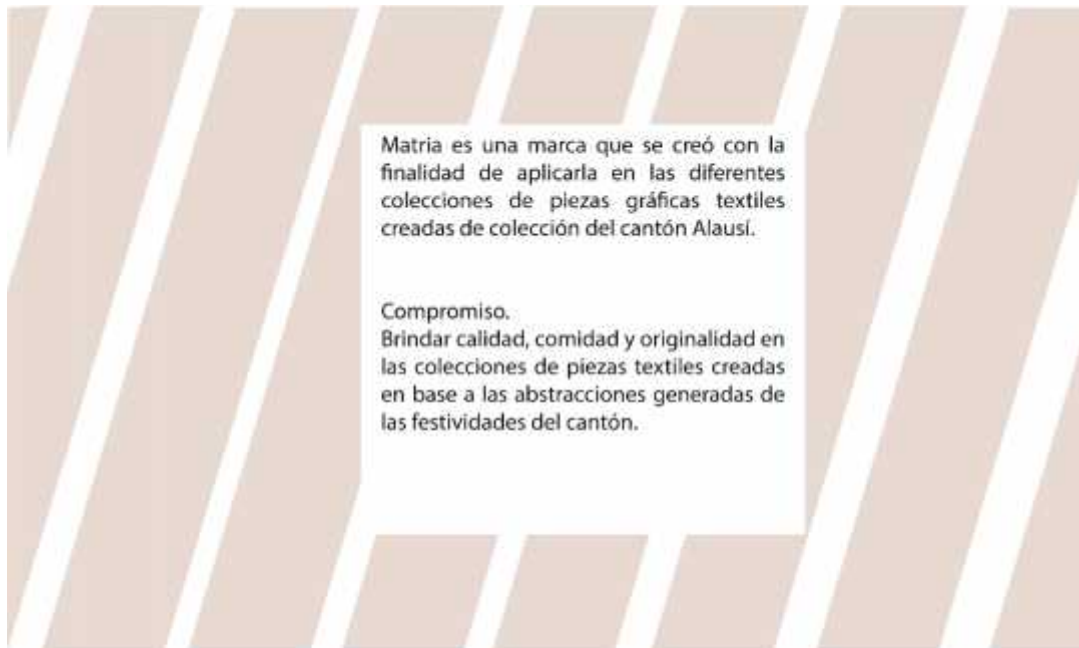 Matria es una marca que se creó con la
finalidad de aplicarla en las diferentes
colecciones de piezas gráficas textiles
creadas de colección del cantón Alausí.
Compromiso.
Brindar calidad, comidad y originalidad en
las colecciones de piezas textiles creadas
en base a las abstracciones generadas de
las festividades del cantón.